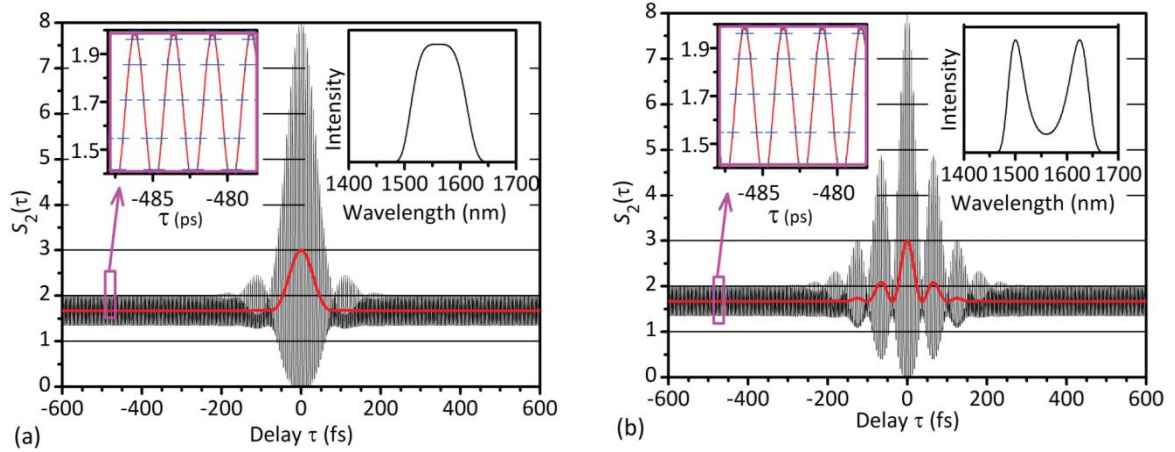 8
7
6
5
4
3
2
1
0
S₂(τ)
1.9
1.7
1.5
-485
-480
τ (ps)
Intensity
1400 1500 1600 1700
Wavelength (nm)
-600 -400 -200 0 200 400 600
Delay τ (fs)
(a)
8
7
6
5
4
3
2
1
0
S₂(τ)
1.9
1.7
1.5
-485
-480
τ (ps)
Intensity
1400 1500 1600 1700
Wavelength (nm)
-600 -400 -200 0 200 400 600
Delay τ (fs)
(b)